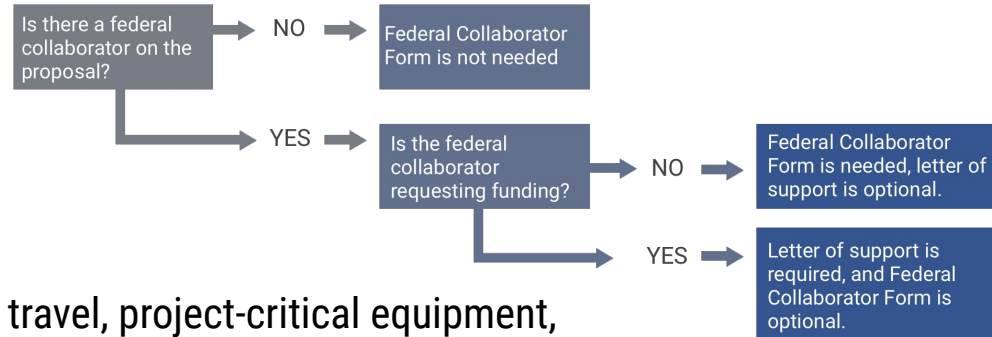 Is there a federal
collaborator on the
proposal?
NO
Federal Collaborator
Form is not needed
YES
Is the federal
collaborator
requesting funding?
NO
Federal Collaborator
Form is needed, letter of
support is optional.
YES
Letter of support is
required, and Federal
Collaborator Form is
optional.
travel, project-critical equipment,